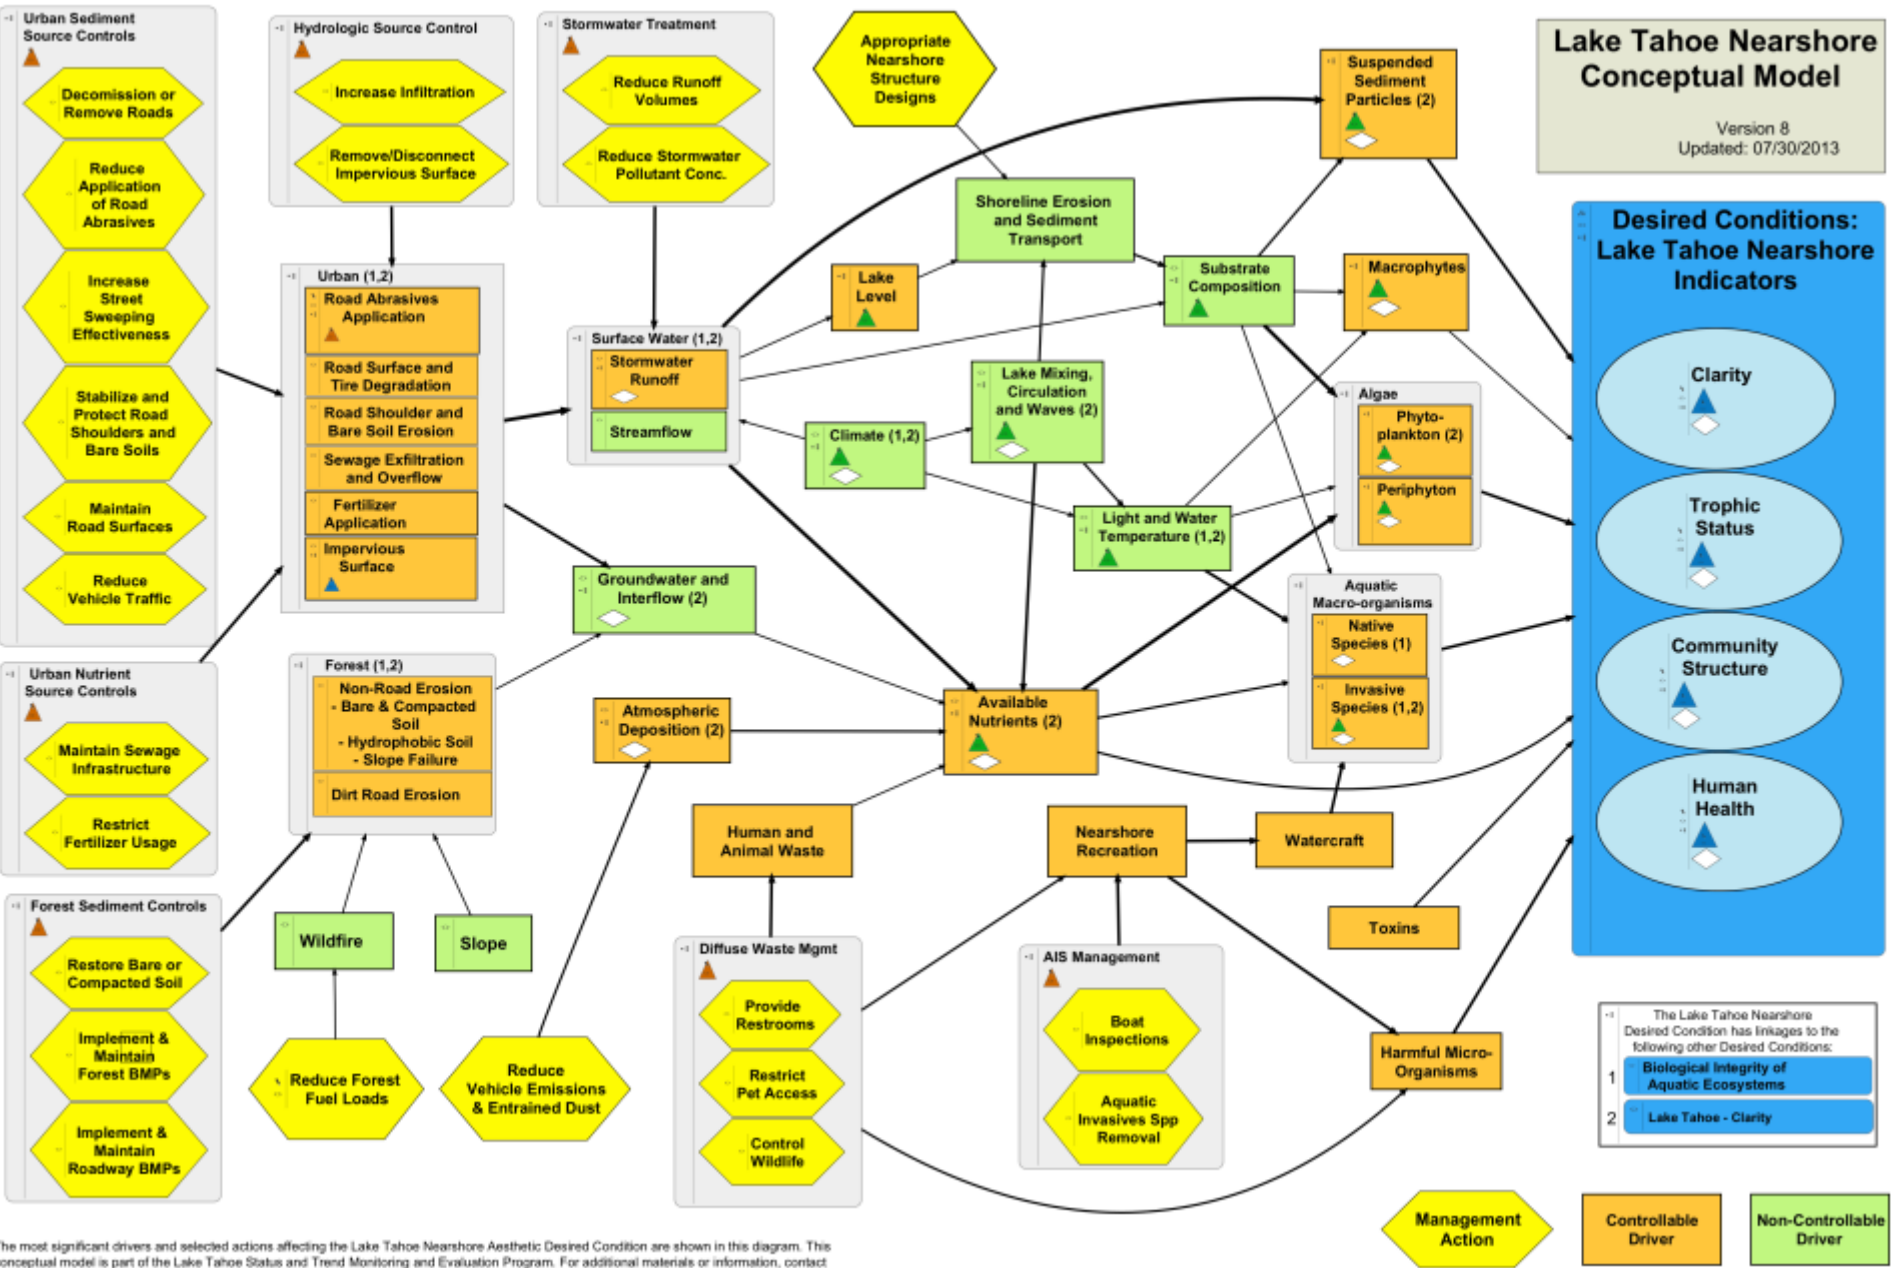 Urban Sediment
Source Controls
Decomission or
Remove Roads
Reduce
Application
of Road
Abrasives
Increase
Street
Sweeping
Effectiveness
Stabilize and
Protect Road
Shoulders and
Bare Soils
Maintain
Road Surfaces
Reduce
Vehicle Traffic
Urban Nutrient
Source Controls
Maintain Sewage
Infrastructure
Restrict
Fertilizer Usage
Forest Sediment Controls
Restore Bare or
Compacted Soil
Implement &
Maintain
Forest BMPs
Implement &
Maintain
Roadway BMPs
Hydrologic Source Control
Increase Infiltration
Remove/Disconnect
Impervious Surface
Stormwater Treatment
Reduce Runoff
Volumes
Reduce Stormwater
Pollutant Conc.
Urban (1,2)
Road Abrasives
Application
Road Surface and
Tire Degradation
Road Shoulder and
Bare Soil Erosion
Sewage Exfiltration
and Overflow
Fertilizer
Application
Impervious
Surface
Surface Water (1,2)
Stormwater
Runoff
Streamflow
Groundwater and
Interflow (2)
Forest (1,2)
Non-Road Erosion
- Bare & Compacted
Soil
- Hydrophobic Soil
- Slope Failure
Dirt Road Erosion
Wildfire
Slope
Reduce Forest
Fuel Loads
Reduce
Vehicle Emissions
& Entrained Dust
Atmospheric
Deposition (2)
Human and
Animal Waste
Diffuse Waste Mgmt
Provide
Restrooms
Restrict
Pet Access
Control
Wildlife
Appropriate
Nearshore
Structure
Designs
Shoreline Erosion
and Sediment
Transport
Lake
Level
Lake Mixing,
Circulation
and Waves (2)
Climate (1,2)
Light and Water
Temperature (1,2)
Available
Nutrients (2)
Nearshore
Recreation
Watercraft
AIS Management
Boat
Inspections
Aquatic
Invasives Spp
Removal
Suspended
Sediment
Particles (2)
Substrate
Composition
Macrophytes
Algae
Phyto-
plankton (2)
Periphyton
Aquatic
Macro-organisms
Native
Species (1)
Invasive
Species (1,2)
Toxins
Harmful Micro-
Organisms
Lake Tahoe Nearshore
Conceptual Model
Version 8
Updated: 07/30/2013
Desired Conditions:
Lake Tahoe Nearshore
Indicators
Clarity
Trophic
Status
Community
Structure
Human
Health
The Lake Tahoe Nearshore
Desired Condition has linkages to the
following other Desired Conditions:
1 Biological Integrity of
Aquatic Ecosystems
2 Lake Tahoe - Clarity
Management
Action
Controllable
Driver
Non-Controllable
Driver
most significant drivers and selected actions affecting the Lake Tahoe Nearshore Aesthetic Desired Condition are shown in this diagram. This
model is part of the Lake Tahoe Status and Trend Monitoring and Evaluation Program. For additional materials or information, contact